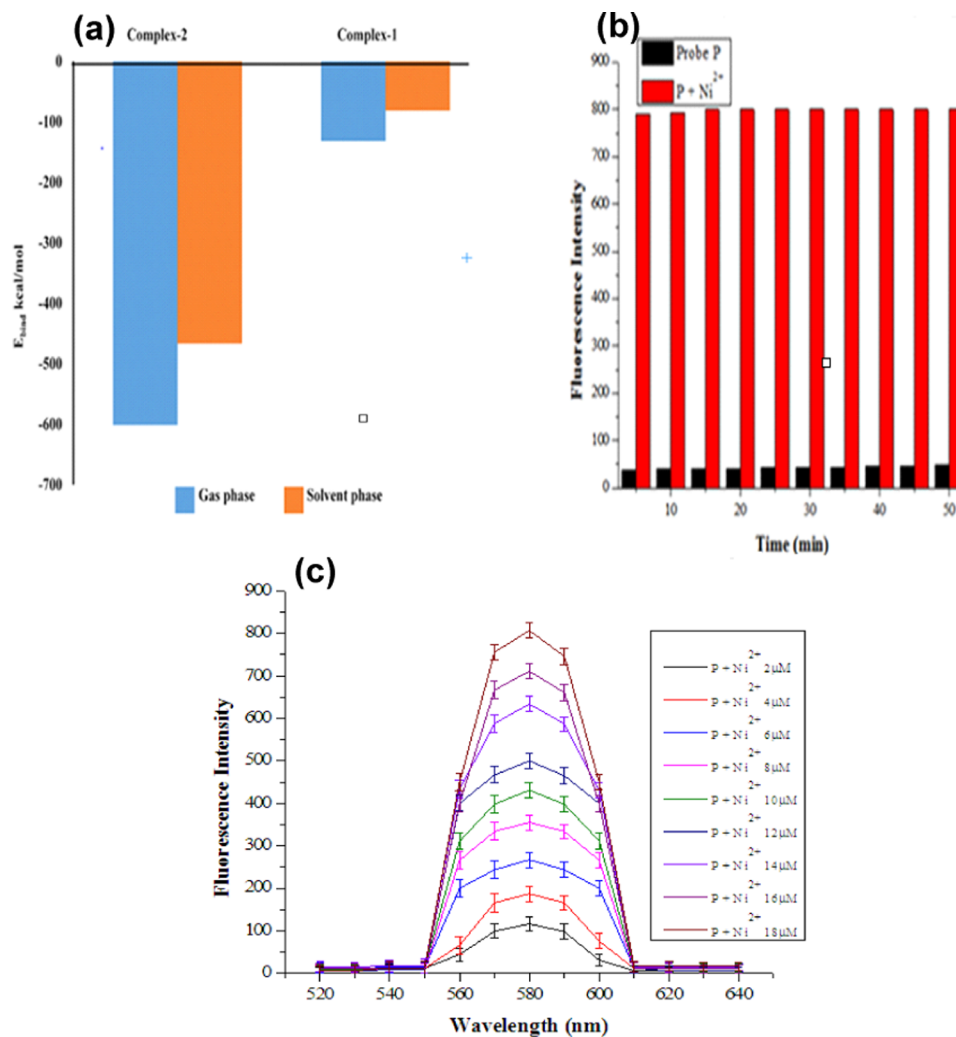 (a)
Complex-2 Complex-1
0
-100
-200
-300
-400
-500
-600
-700
E_bind kcal/mol
Gas phase Solvent phase
(b)
Probe P
P + Ni²⁺
900
800
700
600
500
400
300
200
100
0
Fluorescence Intensity
10 20 30 40 50
Time (min)
(c)
900
800
700
600
500
400
300
200
100
0
Fluorescence Intensity
520 540 560 580 600 620 640
Wavelength (nm)
P + Ni²⁺ 2µM
P + Ni²⁺ 4µM
P + Ni²⁺ 6µM
P + Ni²⁺ 8µM
P + Ni²⁺ 10µM
P + Ni²⁺ 12µM
P + Ni²⁺ 14µM
P + Ni²⁺ 16µM
P + Ni²⁺ 18µM